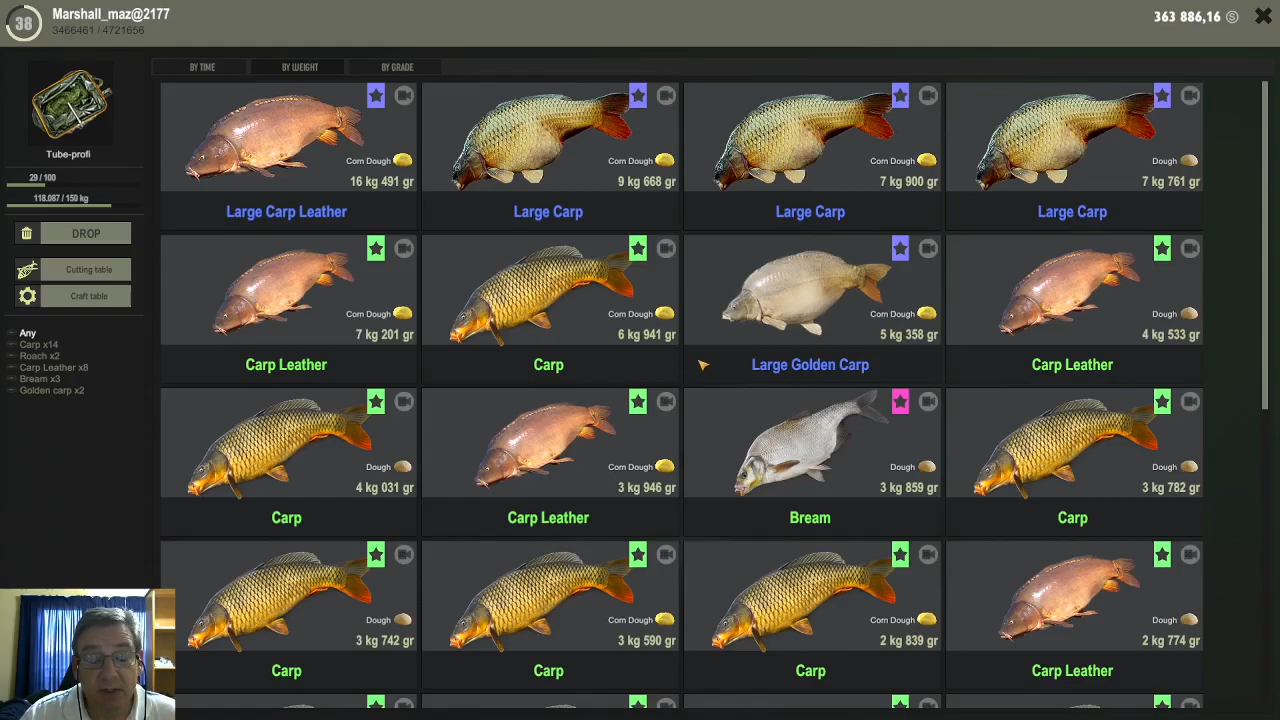 38
Marshall_maz@2177
3466461 / 4721656
363 886,16 S
BY TIME
BY WEIGHT
BY GRADE
Tube-profi
29 / 100
118.087 / 150 kg
DROP
Cutting table
Craft table
Any
Carp x14
Roach x2
Carp Leather x8
Bream x3
Golden carp x2
Corn Dough
16 kg 491 gr
Large Carp Leather
Corn Dough
9 kg 668 gr
Large Carp
Corn Dough
7 kg 900 gr
Large Carp
Dough
7 kg 761 gr
Large Carp
Corn Dough
7 kg 201 gr
Carp Leather
Corn Dough
6 kg 941 gr
Carp
Corn Dough
5 kg 358 gr
Large Golden Carp
Corn Dough
4 kg 533 gr
Carp Leather
Dough
4 kg 031 gr
Carp
Corn Dough
3 kg 946 gr
Carp Leather
Dough
3 kg 859 gr
Bream
Dough
3 kg 782 gr
Carp
Dough
3 kg 742 gr
Carp
Corn Dough
3 kg 590 gr
Carp
Corn Dough
2 kg 839 gr
Carp
Dough
2 kg 774 gr
Carp Leather